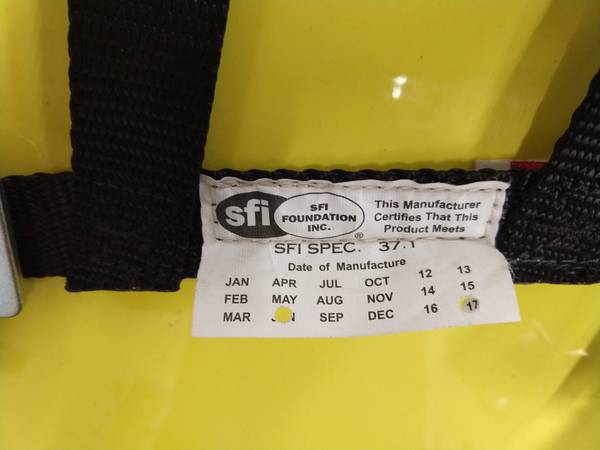 sfi
SFI
FOUNDATION
INC.
®
This Manufacturer
Certifies That This
Product Meets
SFI SPEC. 37.1
Date of Manufacture
JAN APR JUL OCT 12 13
FEB MAY AUG NOV 14 15
MAR SEP DEC 16 17